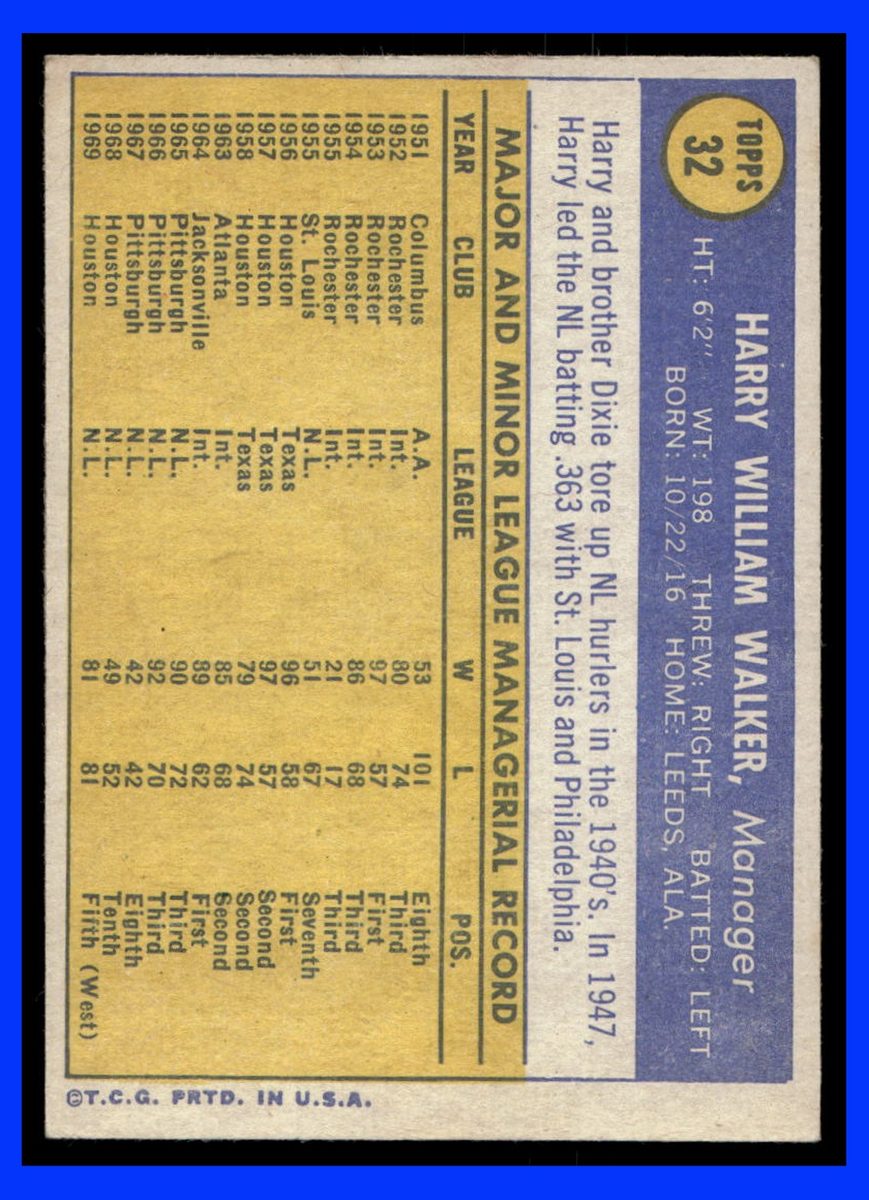 TOPPS
32
HARRY WILLIAM WALKER, Manager
HT: 6'2" WT: 198 THREW: RIGHT BATTED: LEFT
BORN: 10/22/16 HOME: LEEDS, ALA.
Harry and brother Dixie tore up NL hurlers in the 1940's. In 1947,
Harry led the NL batting .363 with St. Louis and Philadelphia.
MAJOR AND MINOR LEAGUE MANAGERIAL RECORD
YEAR CLUB LEAGUE W L POS.
1951 Columbus A.A. 53 101 Eighth
1952 Rochester Int. 80 74 Third
1953 Rochester Int. 97 57 First
1954 Rochester Int. 86 68 Third
1955 Rochester Int. 21 17 Third
1955 St. Louis N.L. 51 67 Seventh
1956 Houston Texas 96 58 First
1957 Houston Texas 97 57 Second
1958 Houston Texas 79 74 Second
1963 Atlanta Int. 85 68 Second
1964 Jacksonville Int. 89 62 First
1965 Pittsburgh N.L. 90 72 Third
1966 Pittsburgh N.L. 92 70 Third
1967 Pittsburgh N.L. 42 42 Eighth
1968 Houston N.L. 49 52 Tenth
1969 Houston N.L. 81 81 Fifth (West)
©T.C.G. PRTD. IN U.S.A.